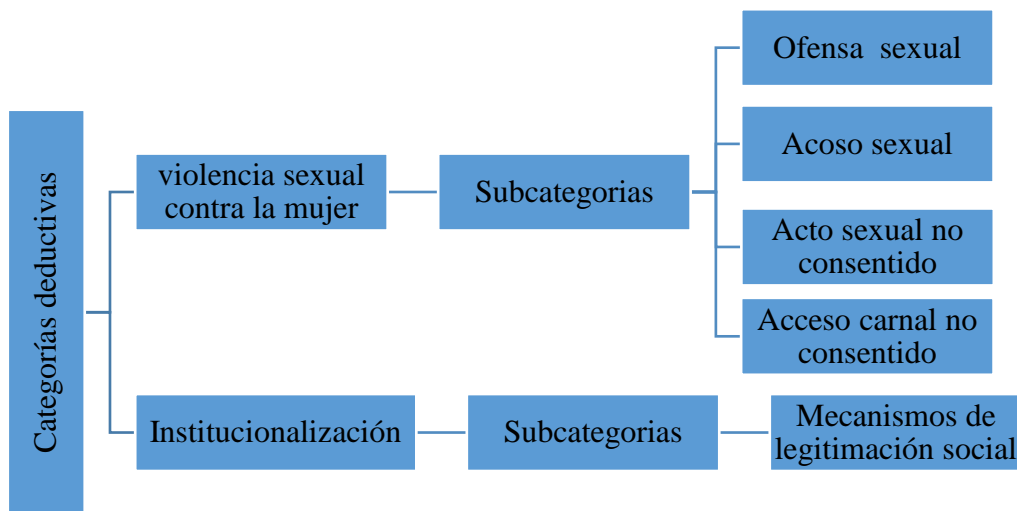 Categorías deductivas
violencia sexual
contra la mujer
Subcategorias
Ofensa sexual
Acoso sexual
Acto sexual no
consentido
Acceso carnal no
consentido
Institucionalización
Subcategorias
Mecanismos de
legitimación social